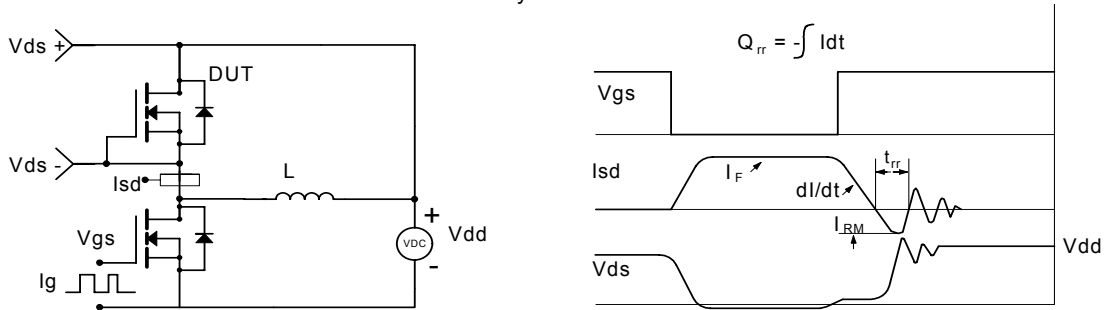 Vds +
DUT
Vds -
Isd
L
Vgs
Ig
+
VDC
-
Vdd
Q rr = -∫ Idt
Vgs
Isd
I F
dI/dt
t rr
I RM
Vds
Vdd